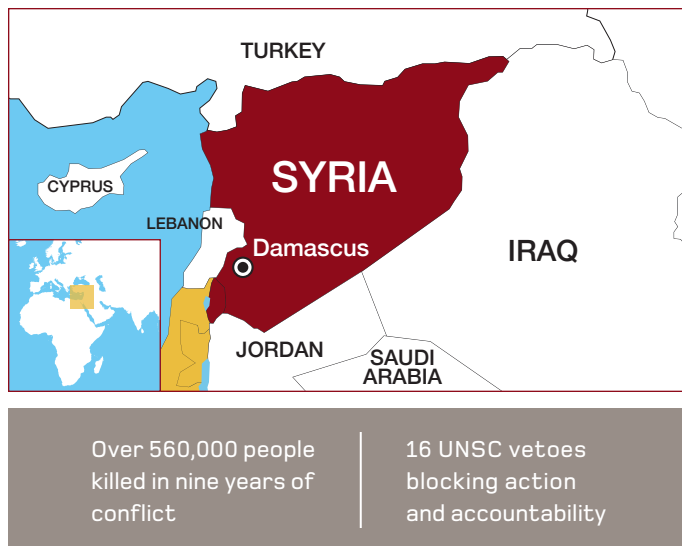 TURKEY
SYRIA
CYPRUS
LEBANON
Damascus
IRAQ
JORDAN
SAUDI
ARABIA
Over 560,000 people
killed in nine years of
conflict
16 UNSC vetoes
blocking action
and accountability